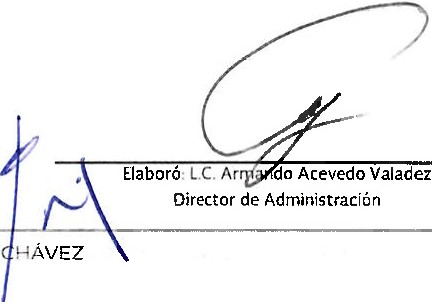 Elaboró: L.C. Armando Acevedo Valadez
Director de Administración
CHÁVEZ